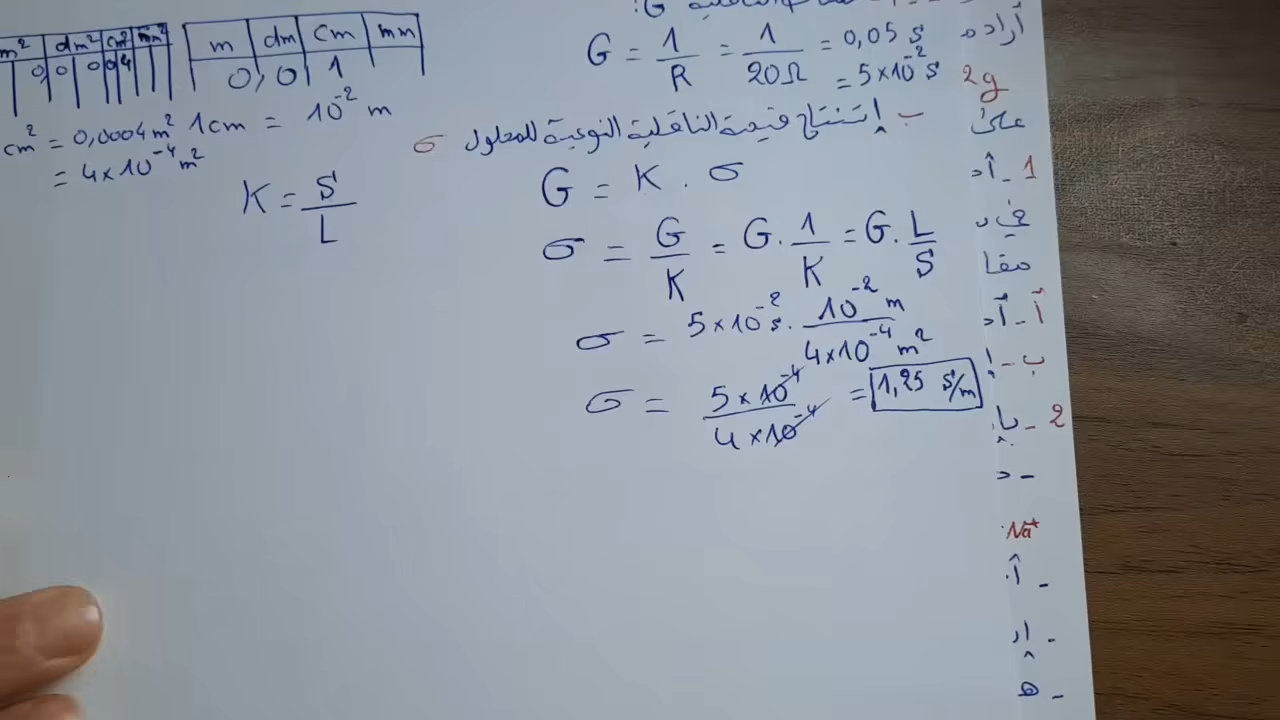 m² dm² cm² mm²
0, 0 0 0 4
m dm cm mm
0, 0 1
cm² = 0,0004 m²
= 4×10⁻⁴ m²
1cm = 10⁻² m
K = S/L
G = 1/R = 1/20Ω = 0,05 S
= 5×10⁻² S
ب - إستنتاج قيمة الناقلية النوعية للمحلول σ
G = K . σ
σ = G/K = G . 1/K = G . L/S
σ = 5×10⁻² S . 10⁻² m / 4×10⁻⁴ m²
σ = 5×10⁻⁴ / 4×10⁻⁴ = 1,25 S/m
2g
على
1 -
أ -
ب -
2 -
Na⁺